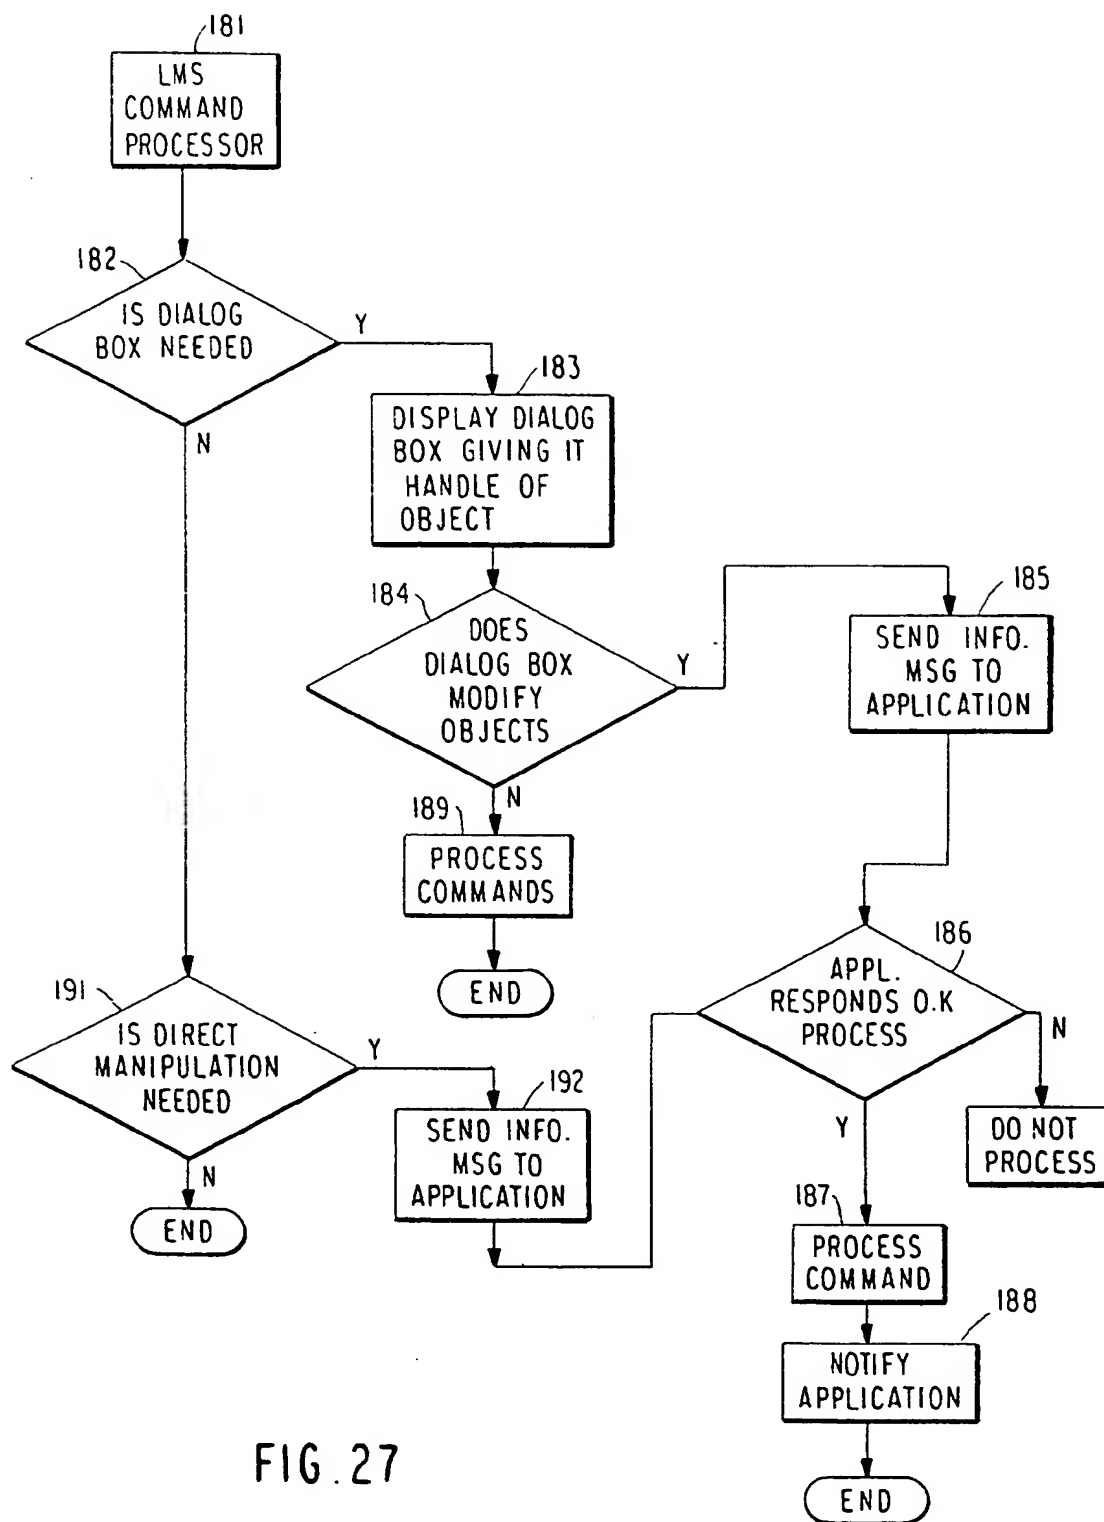 181
LMS
COMMAND
PROCESSOR
182
IS DIALOG
BOX NEEDED
Y
N
183
DISPLAY DIALOG
BOX GIVING IT
HANDLE OF
OBJECT
184
DOES
DIALOG BOX
MODIFY
OBJECTS
Y
N
185
SEND INFO.
MSG TO
APPLICATION
189
PROCESS
COMMANDS
END
186
APPL.
RESPONDS O.K
PROCESS
N
Y
DO NOT
PROCESS
191
IS DIRECT
MANIPULATION
NEEDED
Y
N
END
192
SEND INFO.
MSG TO
APPLICATION
187
PROCESS
COMMAND
188
NOTIFY
APPLICATION
END
FIG. 27